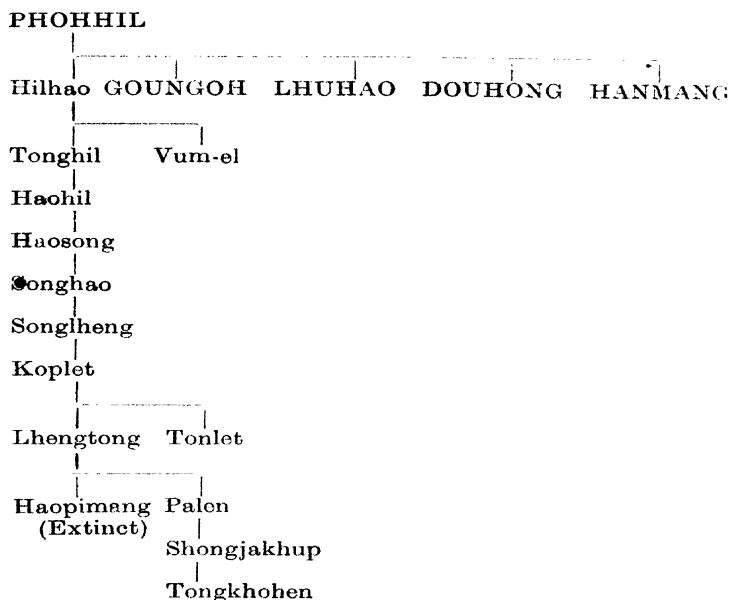 PHOHHIL
Hilhao GOUNGOH LHUHAO DOUHONG HANMANG
Tonghil Vum-el
Haohil
Haosong
Songhao
Songlheng
Koplet
Lhengtong Tonlet
Haopimang Palen
(Extinct)
Shongjakhup
Tongkhohen